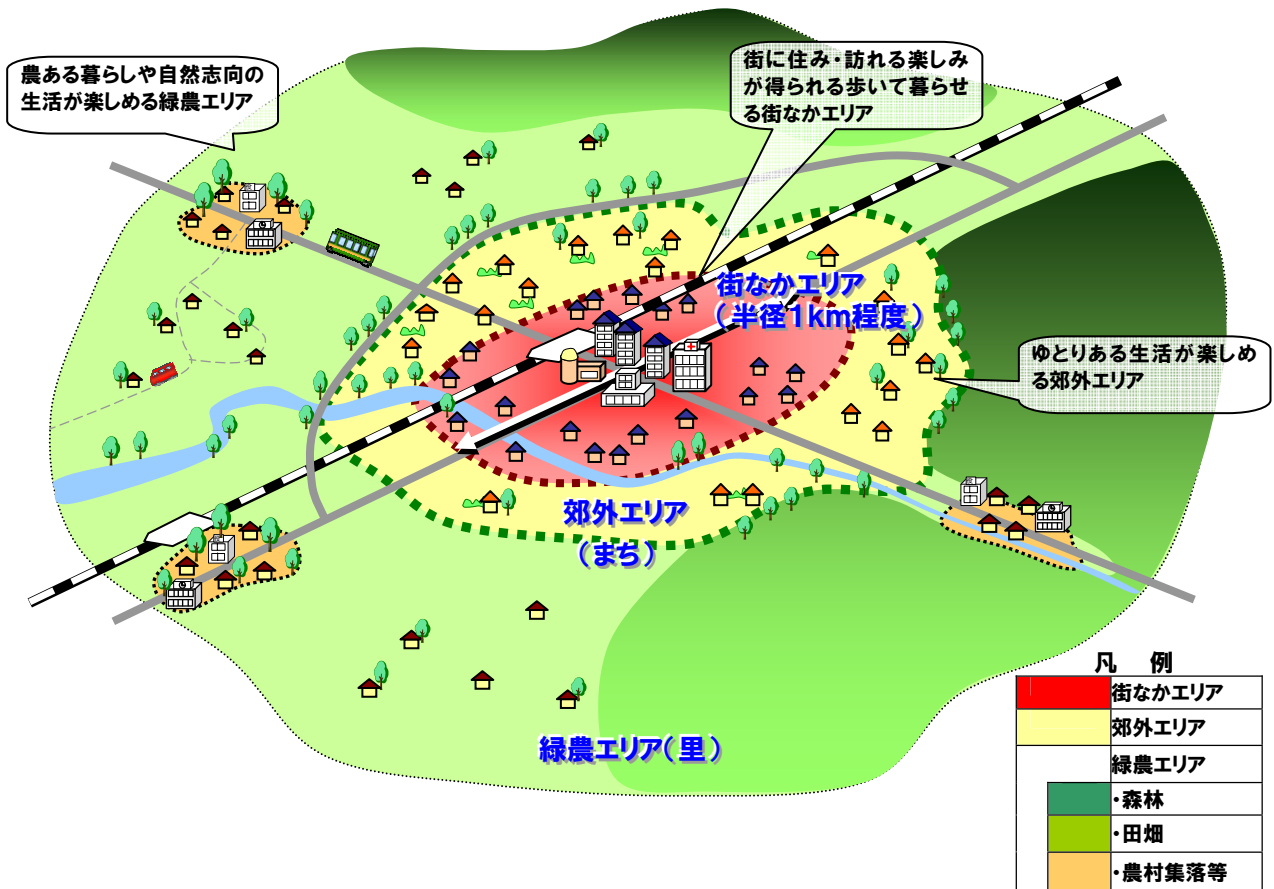 農ある暮らしや自然志向の
生活が楽しめる緑農エリア
街に住み・訪れる楽しみ
が得られる歩いて暮らせ
る街なかエリア
街なかエリア
（半径１ｋｍ程度）
ゆとりある生活が楽しめ
る郊外エリア
郊外エリア
（まち）
緑農エリア（里）
凡　例
街なかエリア
郊外エリア
緑農エリア
・森林
・田畑
・農村集落等